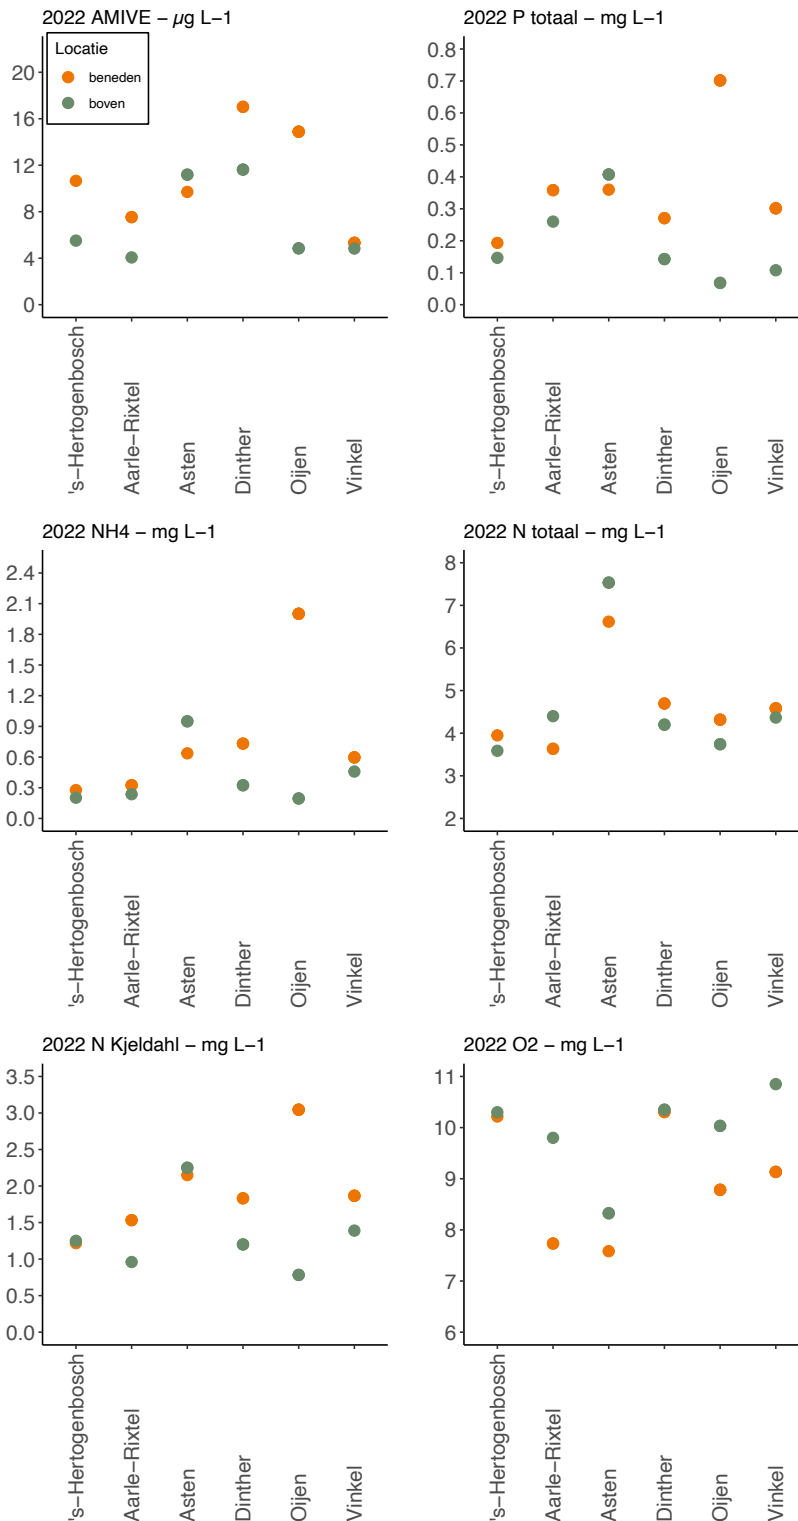 2022 AMIVE – µg L−1
Locatie
beneden
boven
20
16
12
8
4
0
's−Hertogenbosch
Aarle−Rixtel
Asten
Dinther
Oijen
Vinkel
2022 P totaal – mg L−1
0.8
0.7
0.6
0.5
0.4
0.3
0.2
0.1
0.0
's−Hertogenbosch
Aarle−Rixtel
Asten
Dinther
Oijen
Vinkel
2022 NH4 – mg L−1
2.4
2.1
1.8
1.5
1.2
0.9
0.6
0.3
0.0
's−Hertogenbosch
Aarle−Rixtel
Asten
Dinther
Oijen
Vinkel
2022 N totaal – mg L−1
8
7
6
5
4
3
2
's−Hertogenbosch
Aarle−Rixtel
Asten
Dinther
Oijen
Vinkel
2022 N Kjeldahl – mg L−1
3.5
3.0
2.5
2.0
1.5
1.0
0.5
0.0
's−Hertogenbosch
Aarle−Rixtel
Asten
Dinther
Oijen
Vinkel
2022 O2 – mg L−1
11
10
9
8
7
6
's−Hertogenbosch
Aarle−Rixtel
Asten
Dinther
Oijen
Vinkel